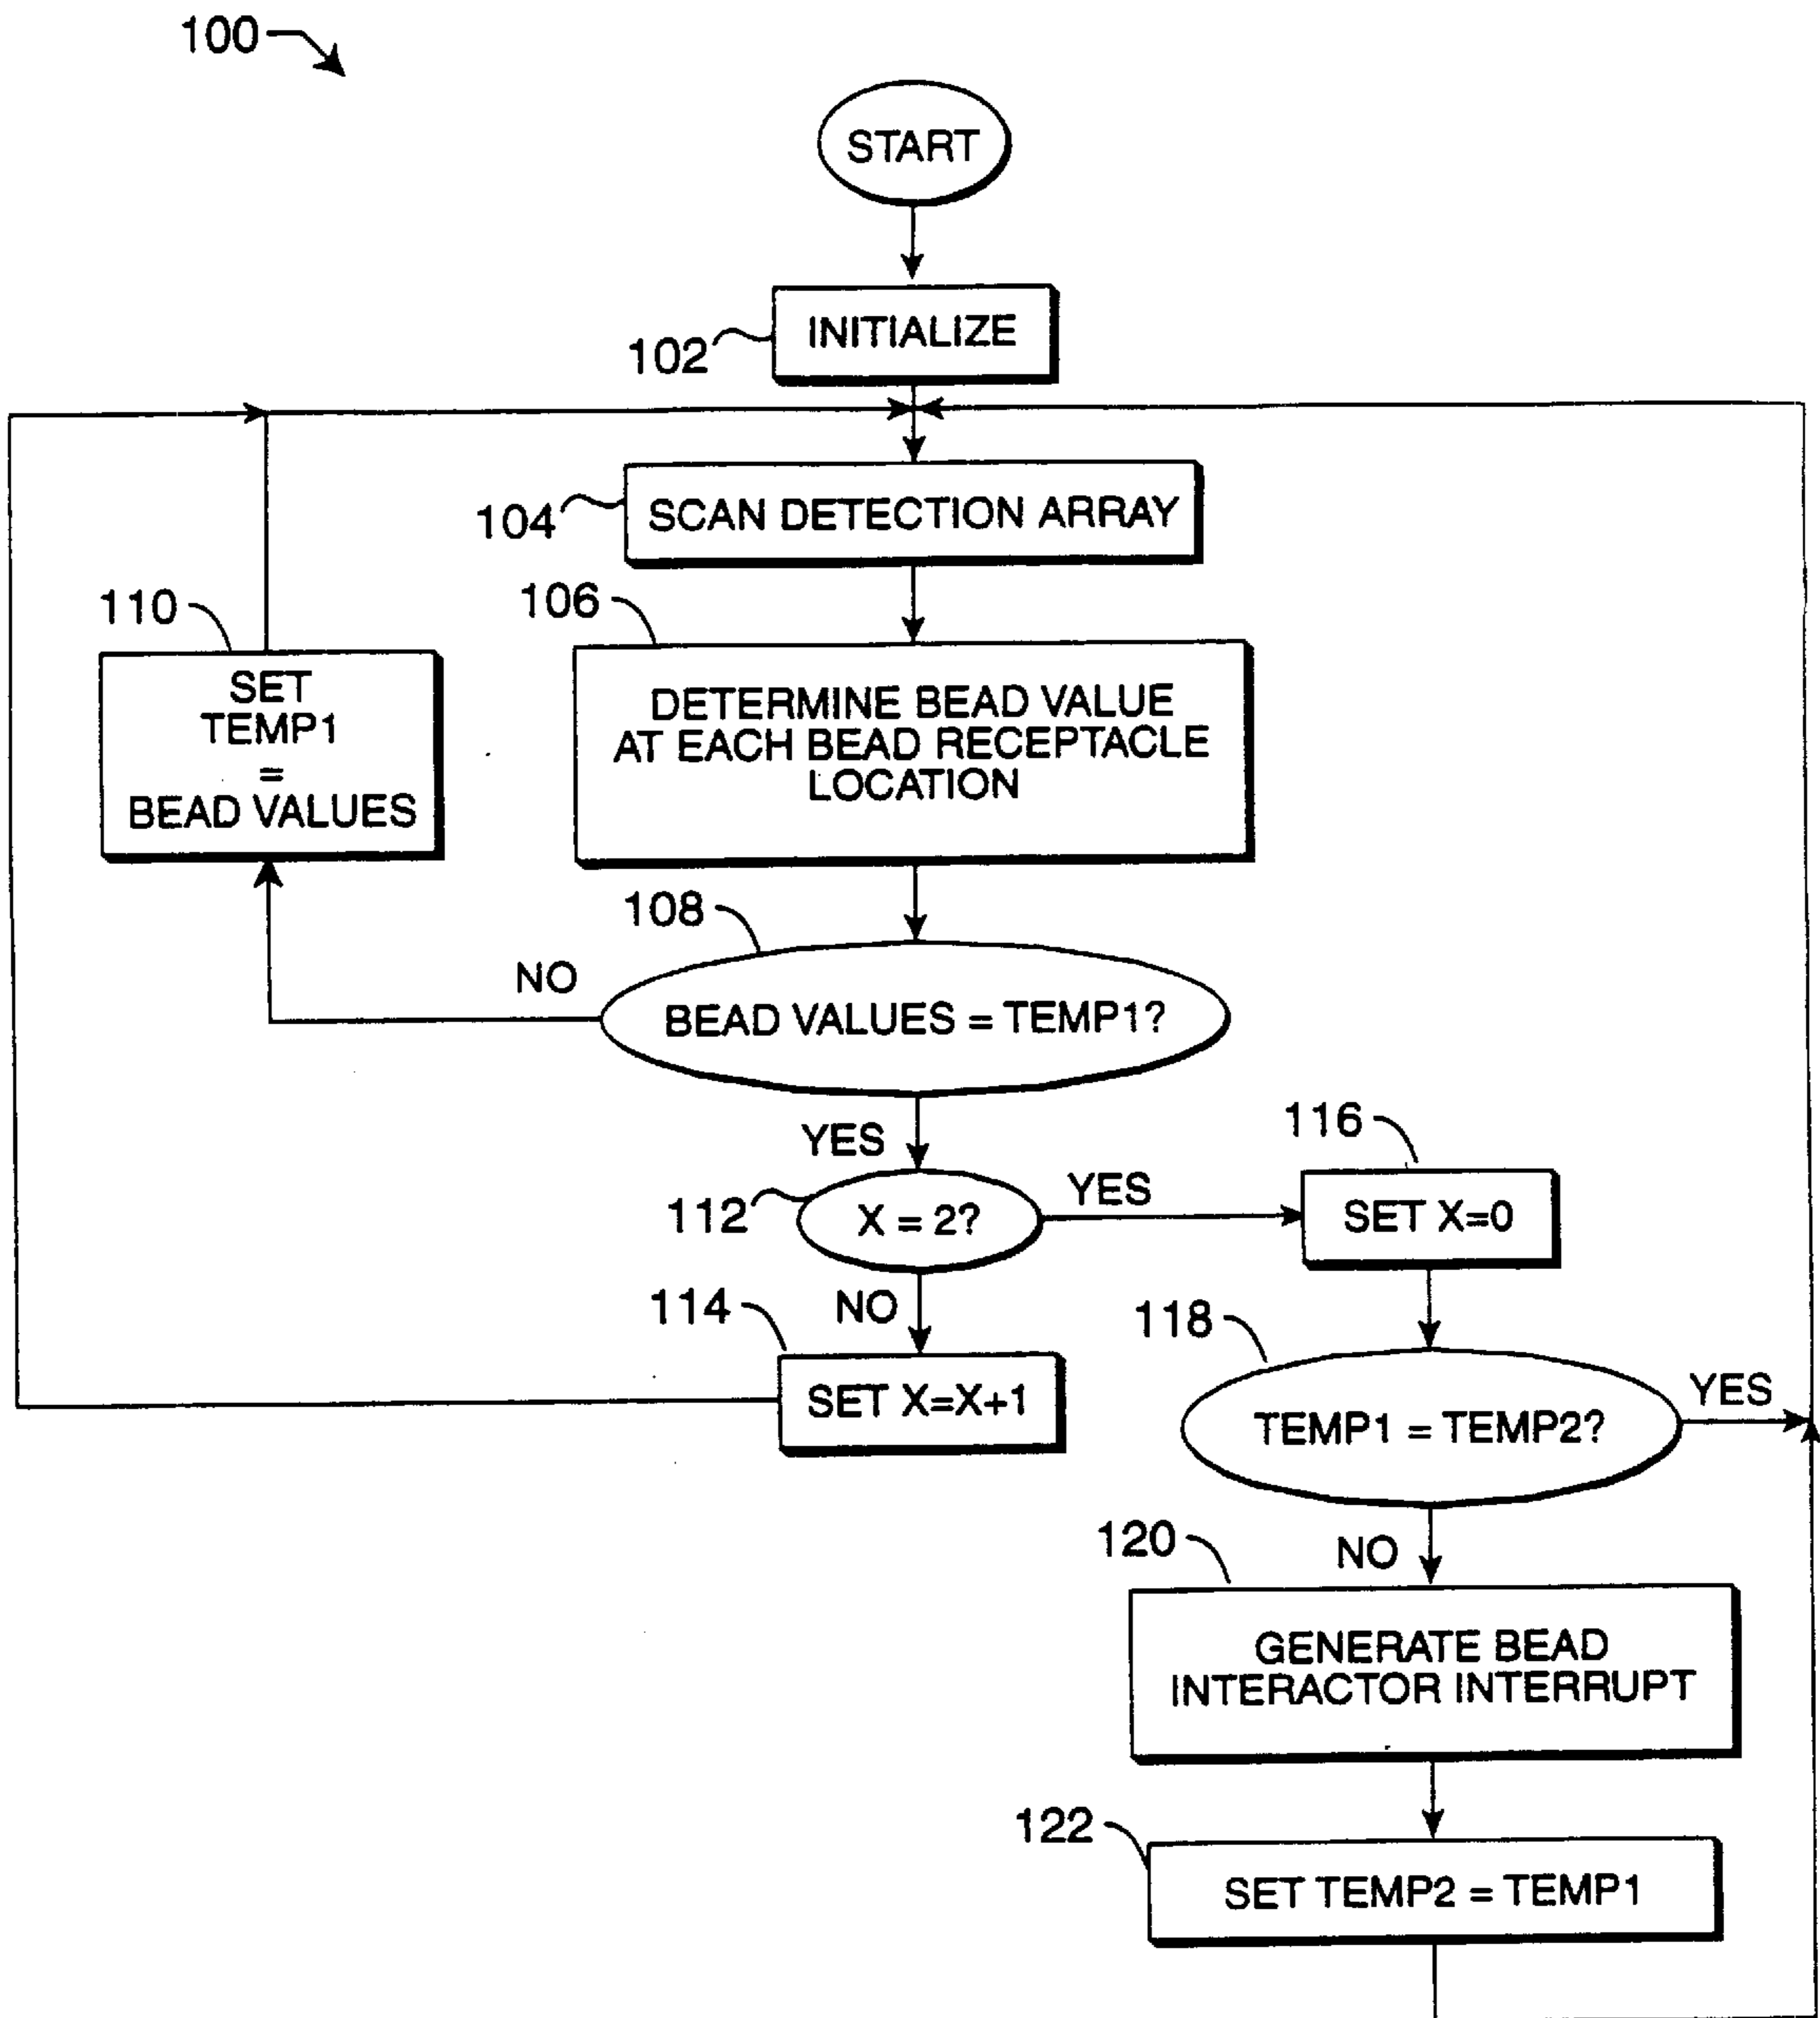 100
START
102
INITIALIZE
104
SCAN DETECTION ARRAY
106
DETERMINE BEAD VALUE
AT EACH BEAD RECEPTACLE
LOCATION
110
SET
TEMP1
=
BEAD VALUES
108
NO
BEAD VALUES = TEMP1?
YES
112
X = 2?
YES
116
SET X=0
NO
114
SET X=X+1
118
TEMP1 = TEMP2?
YES
NO
120
GENERATE BEAD
INTERACTOR INTERRUPT
122
SET TEMP2 = TEMP1